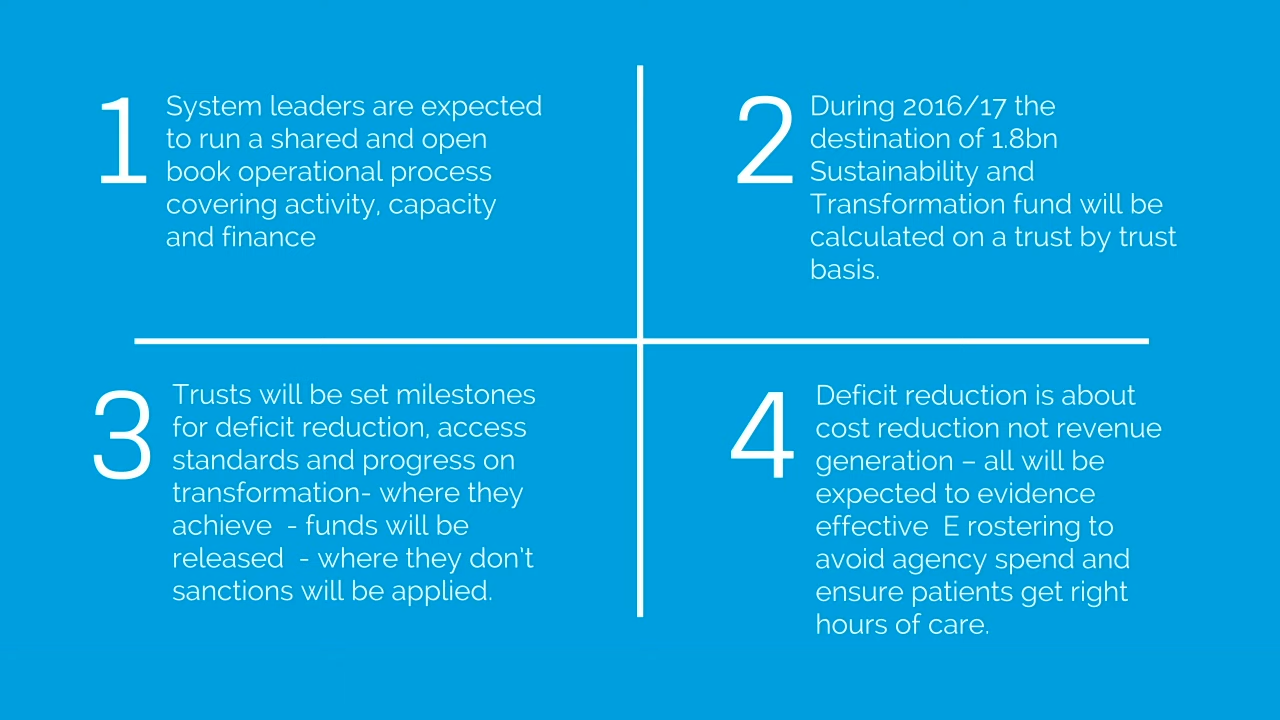 1
System leaders are expected
to run a shared and open
book operational process
covering activity, capacity
and finance
2
During 2016/17 the
destination of 1.8bn
Sustainability and
Transformation fund will be
calculated on a trust by trust
basis.
3
Trusts will be set milestones
for deficit reduction, access
standards and progress on
transformation- where they
achieve  - funds will be
released  - where they don't
sanctions will be applied.
4
Deficit reduction is about
cost reduction not revenue
generation – all will be
expected to evidence
effective  E rostering to
avoid agency spend and
ensure patients get right
hours of care.